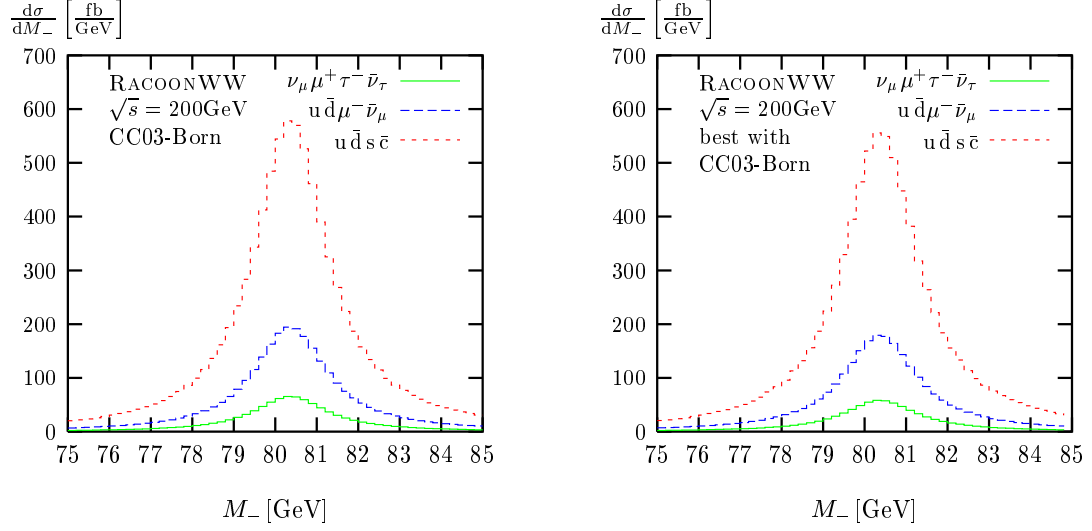 dσ/dM₋ [fb/GeV]
700
600
500
400
300
200
100
0
75 76 77 78 79 80 81 82 83 84 85
M₋ [GeV]
RACOONWW
√s = 200GeV
CC03-Born
ν_μ μ⁺ τ⁻ ν̄_τ
u d̄ μ⁻ ν̄_μ
u d̄ s c̄
dσ/dM₋ [fb/GeV]
700
600
500
400
300
200
100
0
75 76 77 78 79 80 81 82 83 84 85
M₋ [GeV]
RACOONWW
√s = 200GeV
best with
CC03-Born
ν_μ μ⁺ τ⁻ ν̄_τ
u d̄ μ⁻ ν̄_μ
u d̄ s c̄